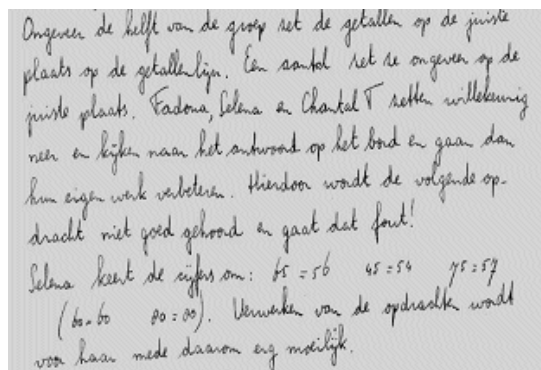 Ongeveer de helft van de groep zet de getallen op de juiste
plaats op de getallenlijn. Een aantal zet ze ongeveer op de
juiste plaats. Fadona, Selena en Chantal T zetten willekeurig
neer en kijken naar het antwoord op het bord en gaan dan
hun eigen werk verbeteren. Hierdoor wordt de volgende op-
dracht niet goed gehoord en gaat dat fout!
Selena keert de cijfers om: 65 = 56 45 = 54 75 = 57
(60 = 60 80 = 80). Verwerken van de opdrachten wordt
voor haar mede daarom erg moeilijk.